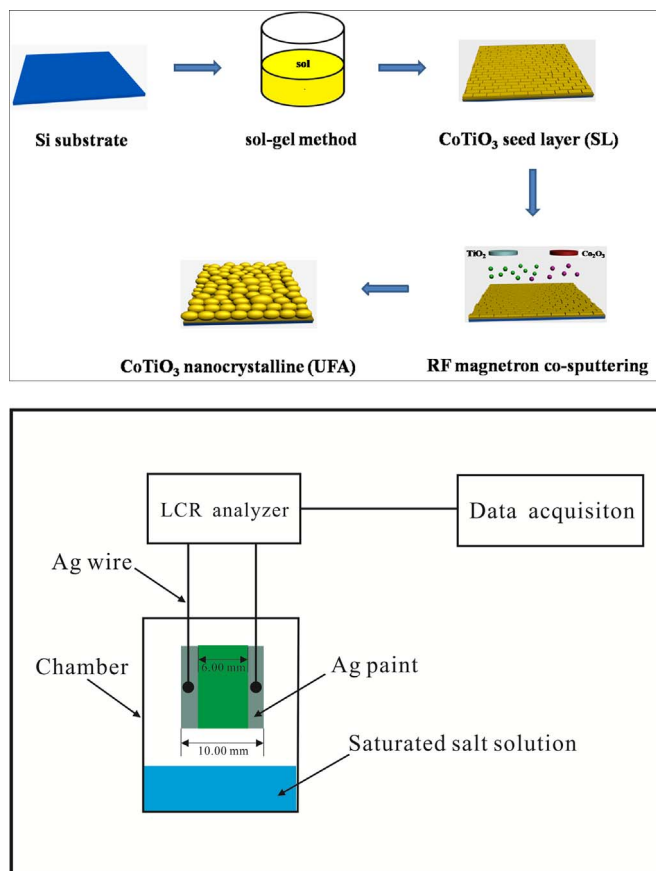 sol
Si substrate
sol-gel method
CoTiO₃ seed layer (SL)
TiO₂
Co₂O₃
CoTiO₃ nanocrystalline (UFA)
RF magnetron co-sputtering
LCR analyzer
Data acquisiton
Ag wire
Chamber
6.00 mm
Ag paint
10.00 mm
Saturated salt solution